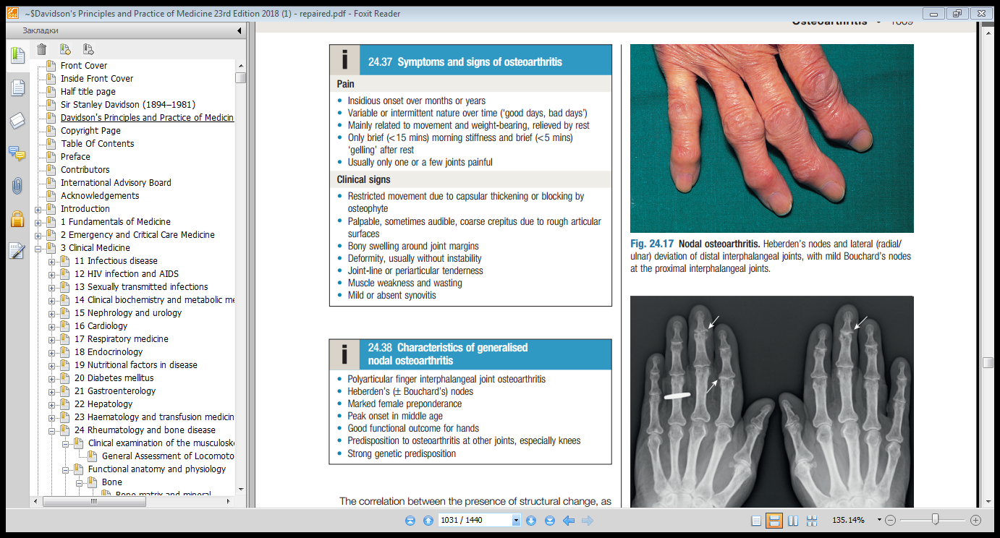 ~$Davidson's Principles and Practice of Medicine 23rd Edition 2018 (1) - repaired.pdf - Foxit Reader
Закладки
Front Cover
Inside Front Cover
Half title page
Sir Stanley Davidson (1894–1981)
Davidson's Principles and Practice of Medicin
Copyright Page
Table Of Contents
Preface
Contributors
International Advisory Board
Acknowledgements
Introduction
1 Fundamentals of Medicine
2 Emergency and Critical Care Medicine
3 Clinical Medicine
11 Infectious disease
12 HIV infection and AIDS
13 Sexually transmitted infections
14 Clinical biochemistry and metabolic me
15 Nephrology and urology
16 Cardiology
17 Respiratory medicine
18 Endocrinology
19 Nutritional factors in disease
20 Diabetes mellitus
21 Gastroenterology
22 Hepatology
23 Haematology and transfusion medicin
24 Rheumatology and bone disease
Clinical examination of the musculosk
General Assessment of Locomoto
Functional anatomy and physiology
Bone
Bone matrix and mineral
Osteoarthritis • 1009
i 24.37 Symptoms and signs of osteoarthritis
Pain
• Insidious onset over months or years
• Variable or intermittent nature over time (‘good days, bad days’)
• Mainly related to movement and weight-bearing, relieved by rest
• Only brief (<15 mins) morning stiffness and brief (<5 mins)
‘gelling’ after rest
• Usually only one or a few joints painful
Clinical signs
• Restricted movement due to capsular thickening or blocking by
osteophyte
• Palpable, sometimes audible, coarse crepitus due to rough articular
surfaces
• Bony swelling around joint margins
• Deformity, usually without instability
• Joint-line or periarticular tenderness
• Muscle weakness and wasting
• Mild or absent synovitis
i 24.38 Characteristics of generalised
nodal osteoarthritis
• Polyarticular finger interphalangeal joint osteoarthritis
• Heberden’s (± Bouchard’s) nodes
• Marked female preponderance
• Peak onset in middle age
• Good functional outcome for hands
• Predisposition to osteoarthritis at other joints, especially knees
• Strong genetic predisposition
The correlation between the presence of structural change, as
Fig. 24.17 Nodal osteoarthritis. Heberden’s nodes and lateral (radial/
ulnar) deviation of distal interphalangeal joints, with mild Bouchard’s nodes
at the proximal interphalangeal joints.
1031 / 1440
135.14%